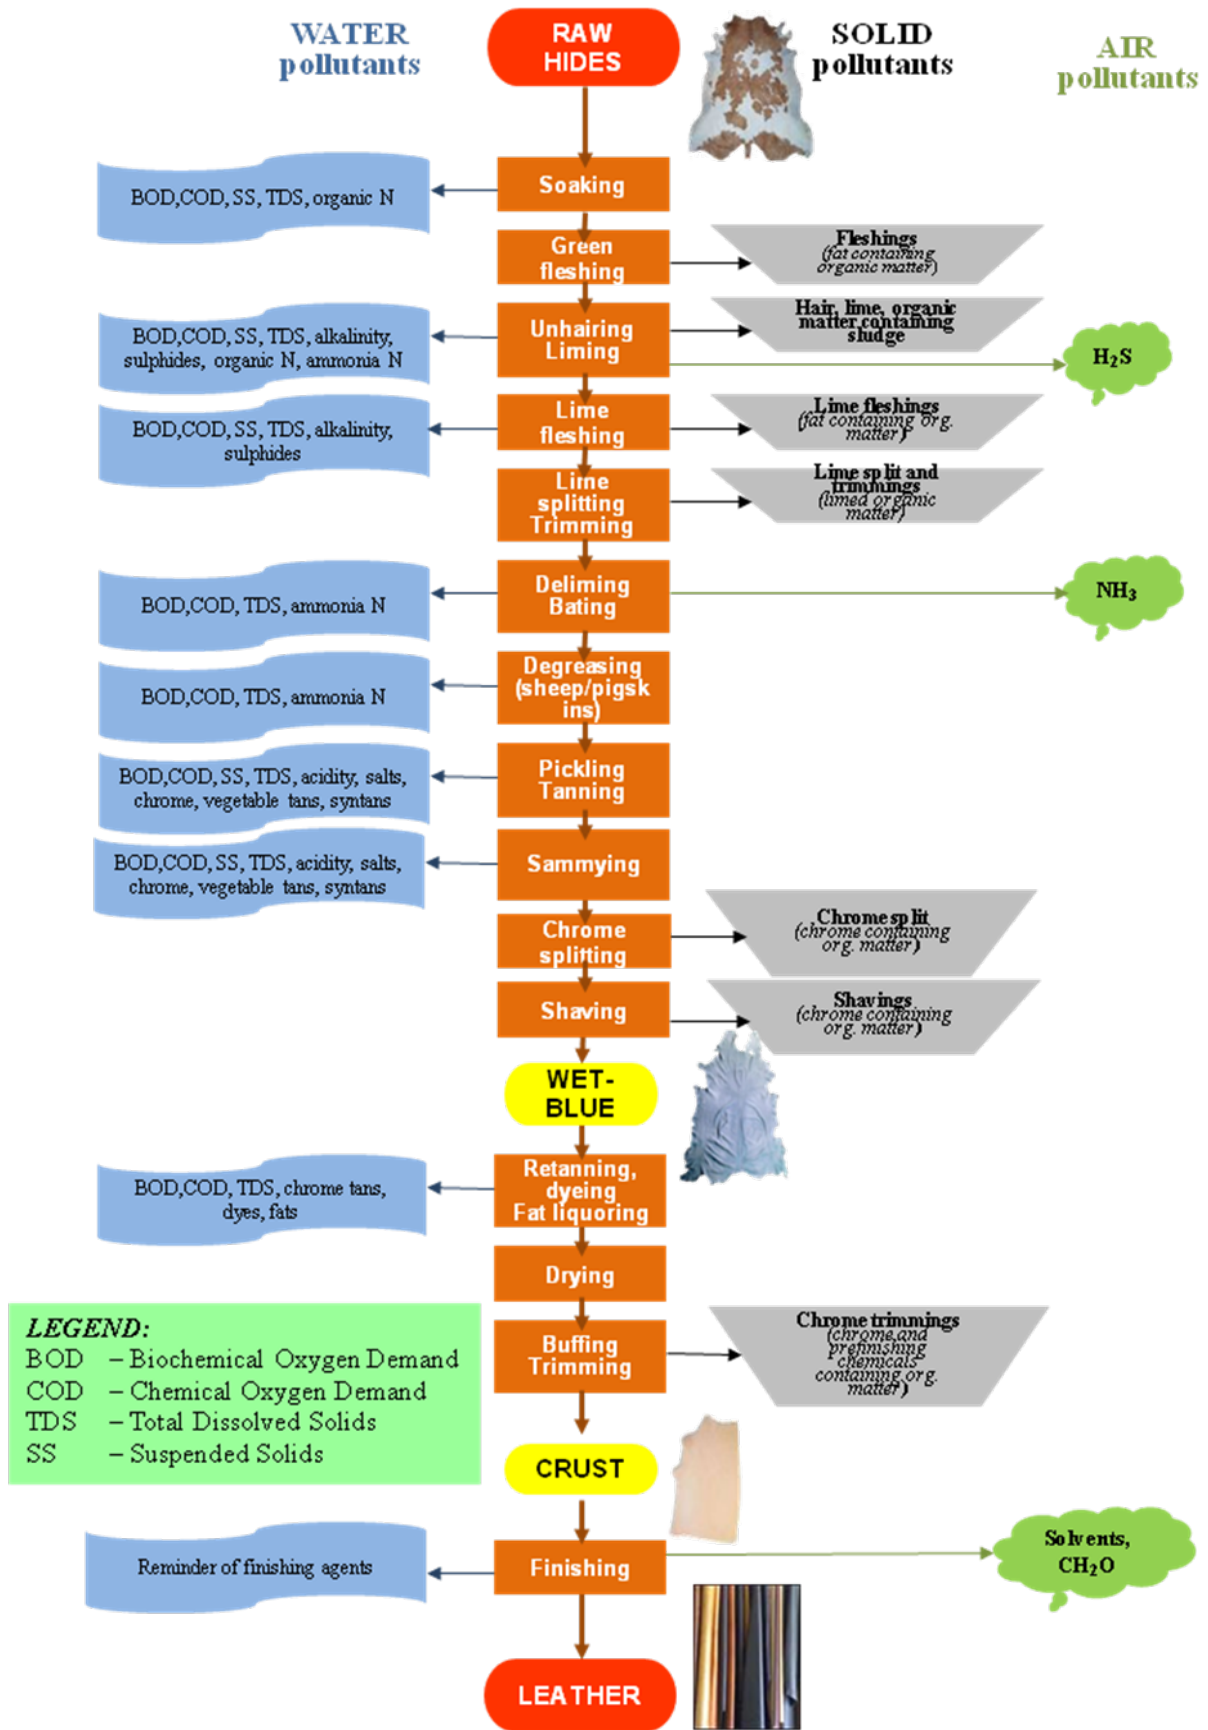 WATER
pollutants
RAW
HIDES
SOLID
pollutants
AIR
pollutants
BOD,COD, SS, TDS, organic N
Soaking
Green
fleshing
Fleshings
(fat containing
organic matter)
BOD,COD, SS, TDS, alkalinity,
sulphides, organic N, ammonia N
Unhairing
Liming
Hair, lime, organic
matter containing
sludge
H₂S
BOD,COD, SS, TDS, alkalinity,
sulphides
Lime
fleshing
Lime fleshings
(fat containing org.
matter)
Lime
splitting
Trimming
Lime split and
trimmings
(limed organic
matter)
BOD,COD, TDS, ammonia N
Deliming
Bating
NH₃
BOD,COD, TDS, ammonia N
Degreasing
(sheep/pigsk
ins)
BOD,COD, SS, TDS, acidity, salts,
chrome, vegetable tans, syntans
Pickling
Tanning
BOD,COD, SS, TDS, acidity, salts,
chrome, vegetable tans, syntans
Sammying
Chrome
splitting
Chrome split
(chrome containing
org. matter)
Shaving
Shavings
(chrome containing
org. matter)
WET-
BLUE
BOD,COD, TDS, chrome tans,
dyes, fats
Retanning,
dyeing
Fat liquoring
Drying
LEGEND:
BOD – Biochemical Oxygen Demand
COD – Chemical Oxygen Demand
TDS – Total Dissolved Solids
SS – Suspended Solids
Buffing
Trimming
Chrome trimmings
(chrome and
prefinishing
chemicals
containing org.
matter)
CRUST
Reminder of finishing agents
Finishing
Solvents,
CH₂O
LEATHER